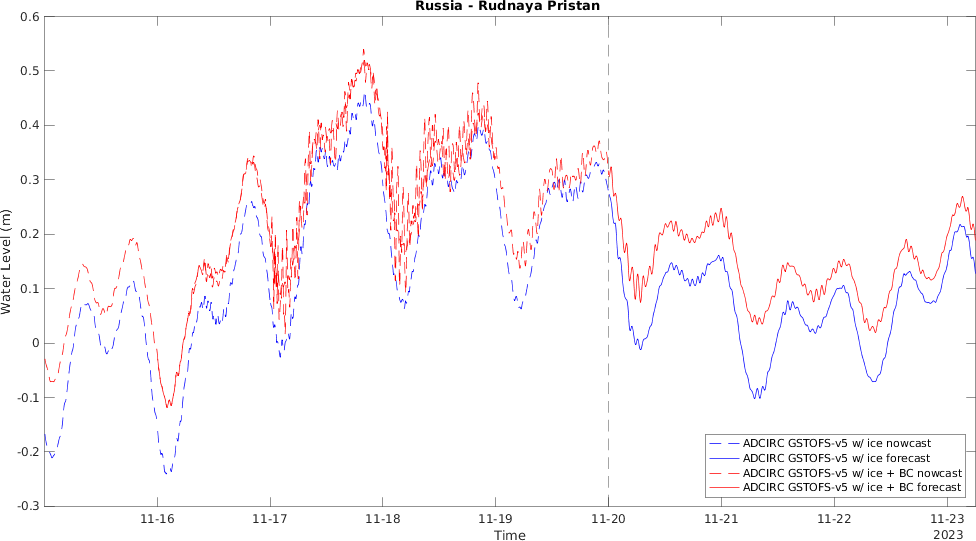 Russia - Rudnaya Pristan
0.6
0.5
0.4
0.3
0.2
0.1
0
-0.1
-0.2
-0.3
Water Level (m)
11-16 11-17 11-18 11-19 11-20 11-21 11-22 11-23
Time
2023
ADCIRC GSTOFS-v5 w/ ice nowcast
ADCIRC GSTOFS-v5 w/ ice forecast
ADCIRC GSTOFS-v5 w/ ice + BC nowcast
ADCIRC GSTOFS-v5 w/ ice + BC forecast